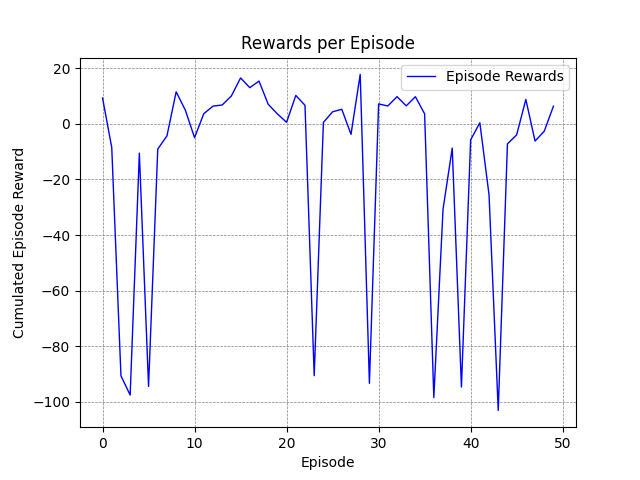 Rewards per Episode
Episode Rewards
Cumulated Episode Reward
20
0
−20
−40
−60
−80
−100
0 10 20 30 40 50
Episode